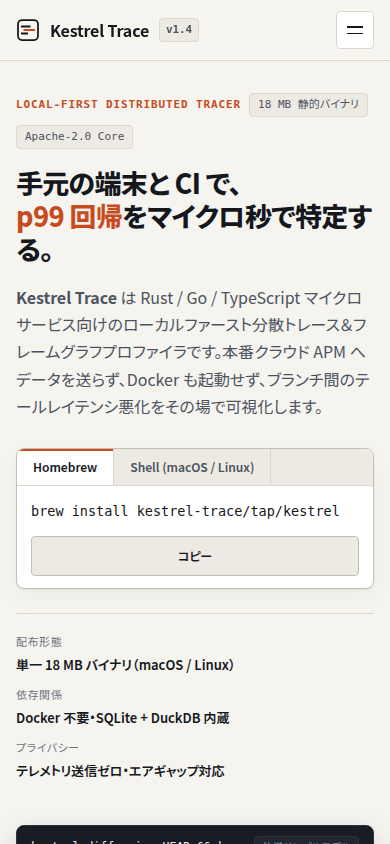 Kestrel Trace v1.4
LOCAL-FIRST DISTRIBUTED TRACER 18 MB 静的バイナリ
Apache-2.0 Core
手元の端末と CI で、
p99 回帰をマイクロ秒で特定す
る。
Kestrel Trace は Rust / Go / TypeScript マイクロ
サービス向けのローカルファースト分散トレース＆フ
レームグラフプロファイラです。本番クラウド APM へ
データを送らず、Docker も起動せず、ブランチ間のテ
ールレイテンシ悪化をその場で可視化します。
Homebrew Shell (macOS / Linux)
brew install kestrel-trace/tap/kestrel
コピー
配布形態
単一 18 MB バイナリ（macOS / Linux）
依存関係
Docker 不要・SQLite + DuckDB 内蔵
プライバシー
テレメトリ送信ゼロ・エアギャップ対応